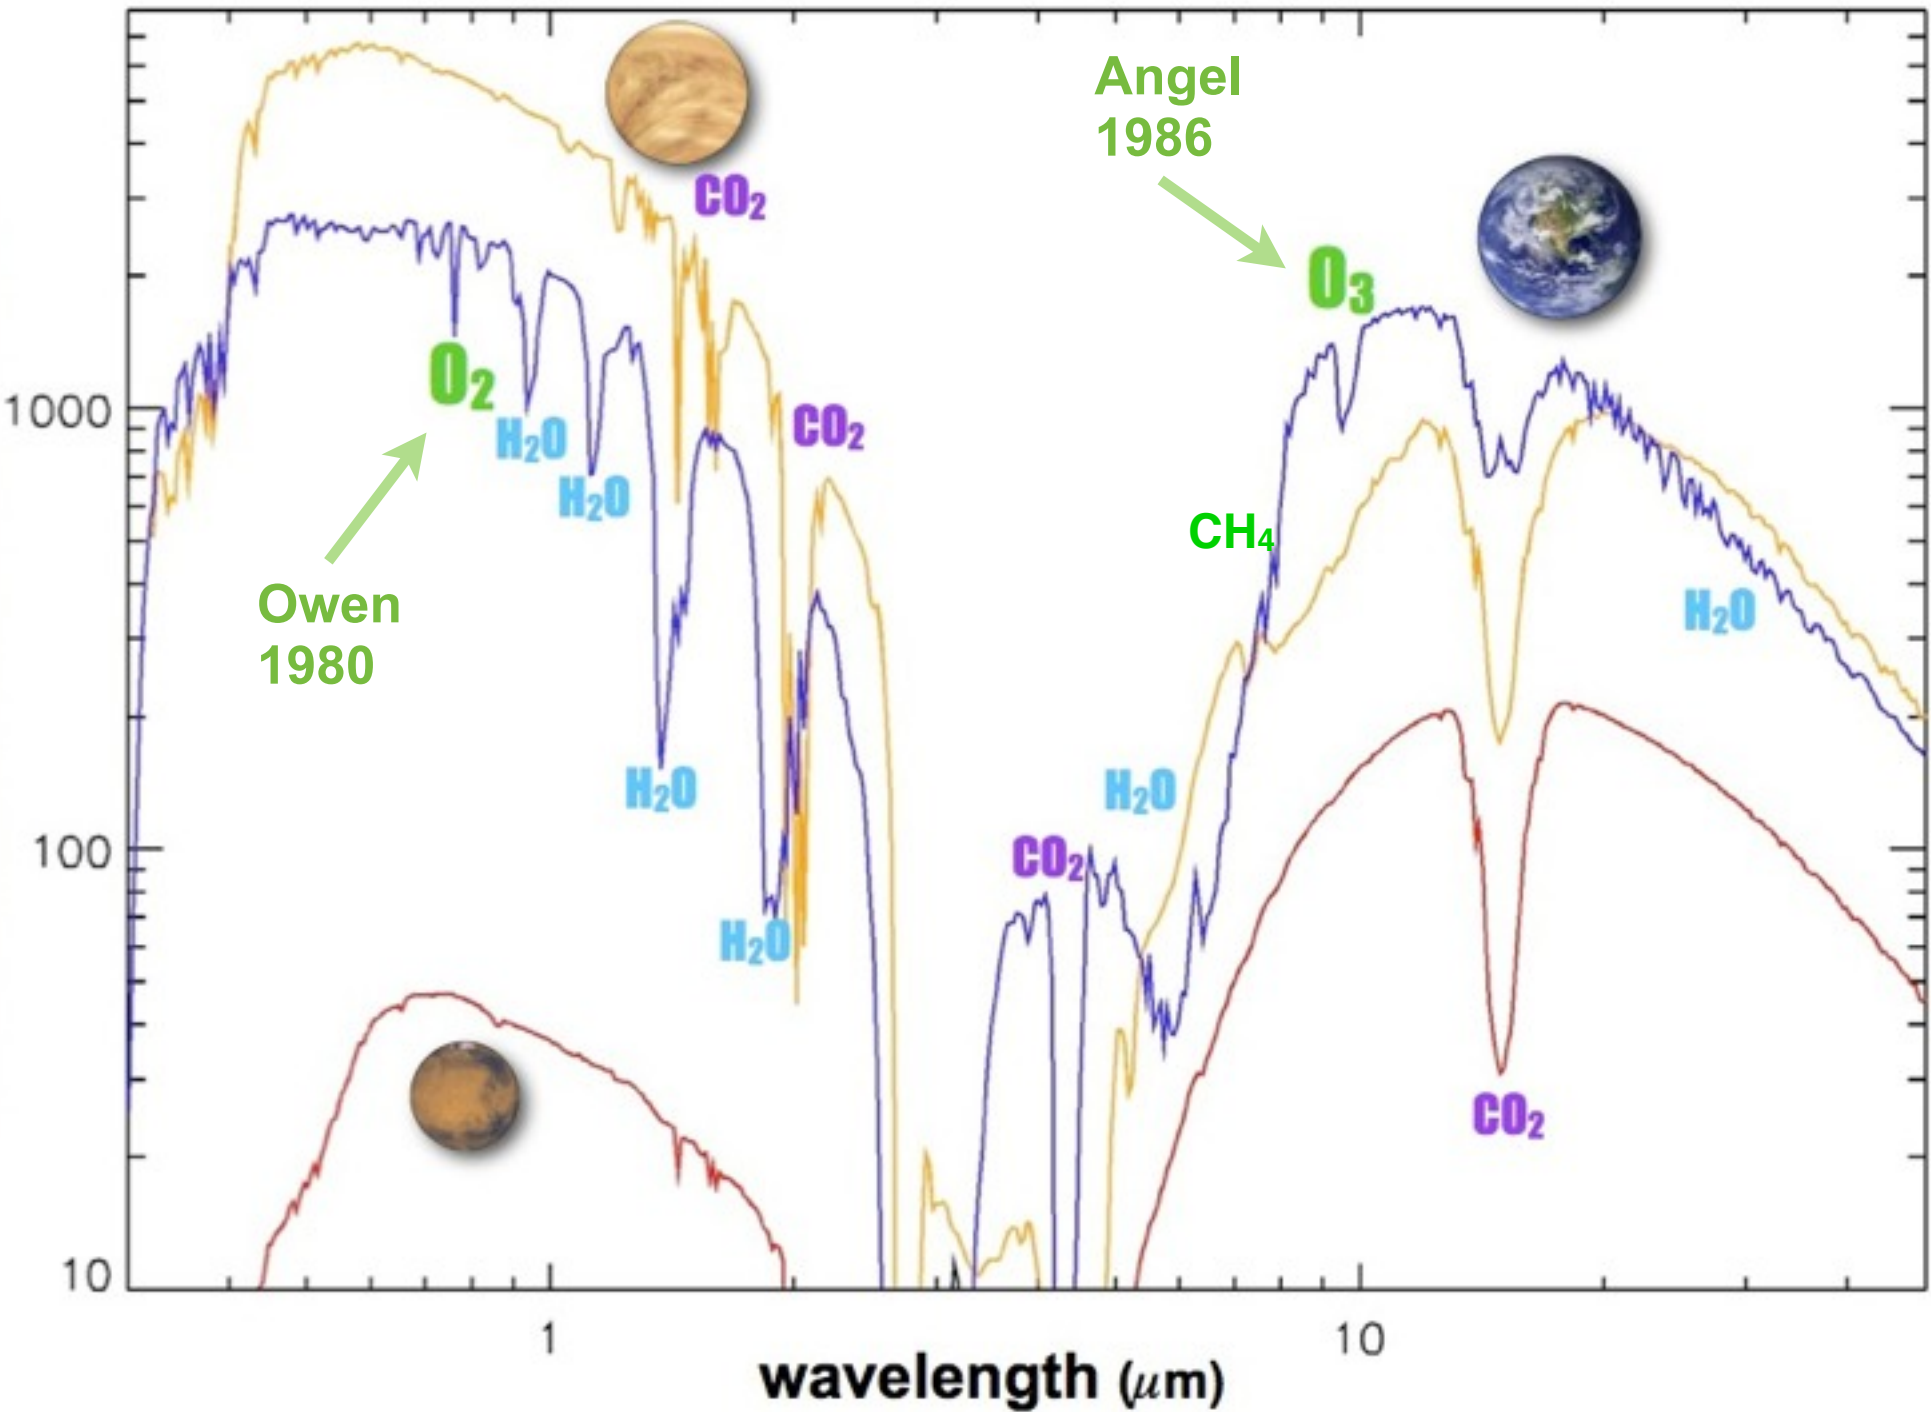 Angel
1986
CO₂
O₃
O₂
1000
CO₂
H₂O
H₂O
CH₄
Owen
1980
H₂O
H₂O
H₂O
100
CO₂
H₂O
CO₂
10
1
10
wavelength (μm)